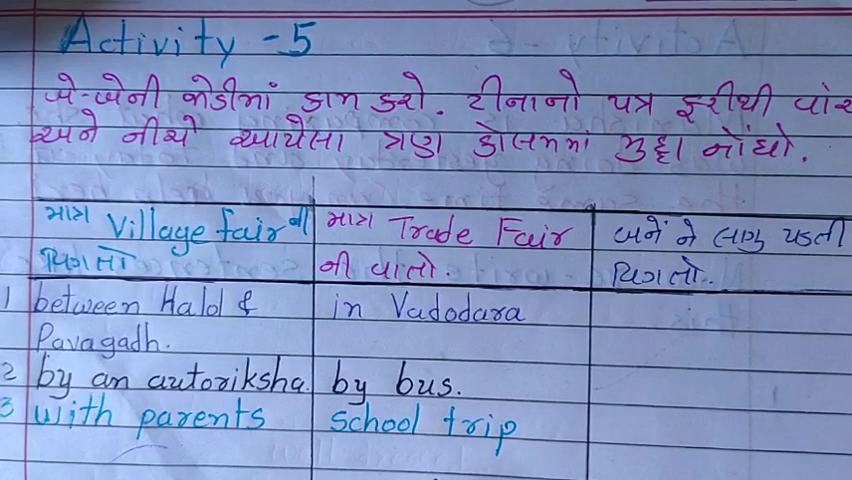 Activity - 5
બે-બેની જોડીમાં કામ કરો. ટીનાનો પત્ર ફરીથી
અને નીચે આપેલા ત્રણ કોલમમાં મુદ્દા નોંધો.
માત્ર Village fair ની માત્ર Trade Fair બંને ને લાગુ પડતી
વિગતો ની વાતો. વિગતો..
1 between Halol & in Vadodara
Pavagadh.
2 by an autoriksha. by bus.
3 with parents school trip